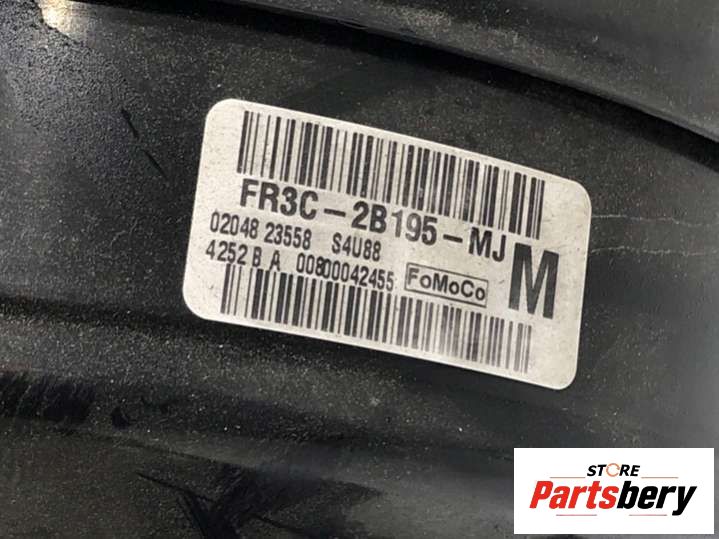 FR3C-2B195-MJ
02048 23558 S4U88
4252 B A 00800042455 FoMoCo M
STORE
Partsbery